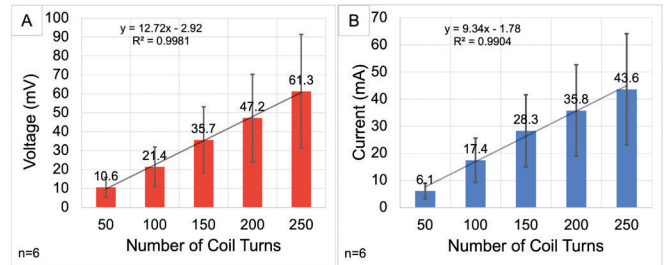 A
y = 12.72x - 2.92
R² = 0.9981
Voltage (mV)
100
90
80
70
60
50
40
30
20
10
0
10.6
21.4
35.7
47.2
61.3
50 100 150 200 250
Number of Coil Turns
n=6
B
y = 9.34x - 1.78
R² = 0.9904
Current (mA)
70
60
50
40
30
20
10
0
6.1
17.4
28.3
35.8
43.6
50 100 150 200 250
Number of Coil Turns
n=6